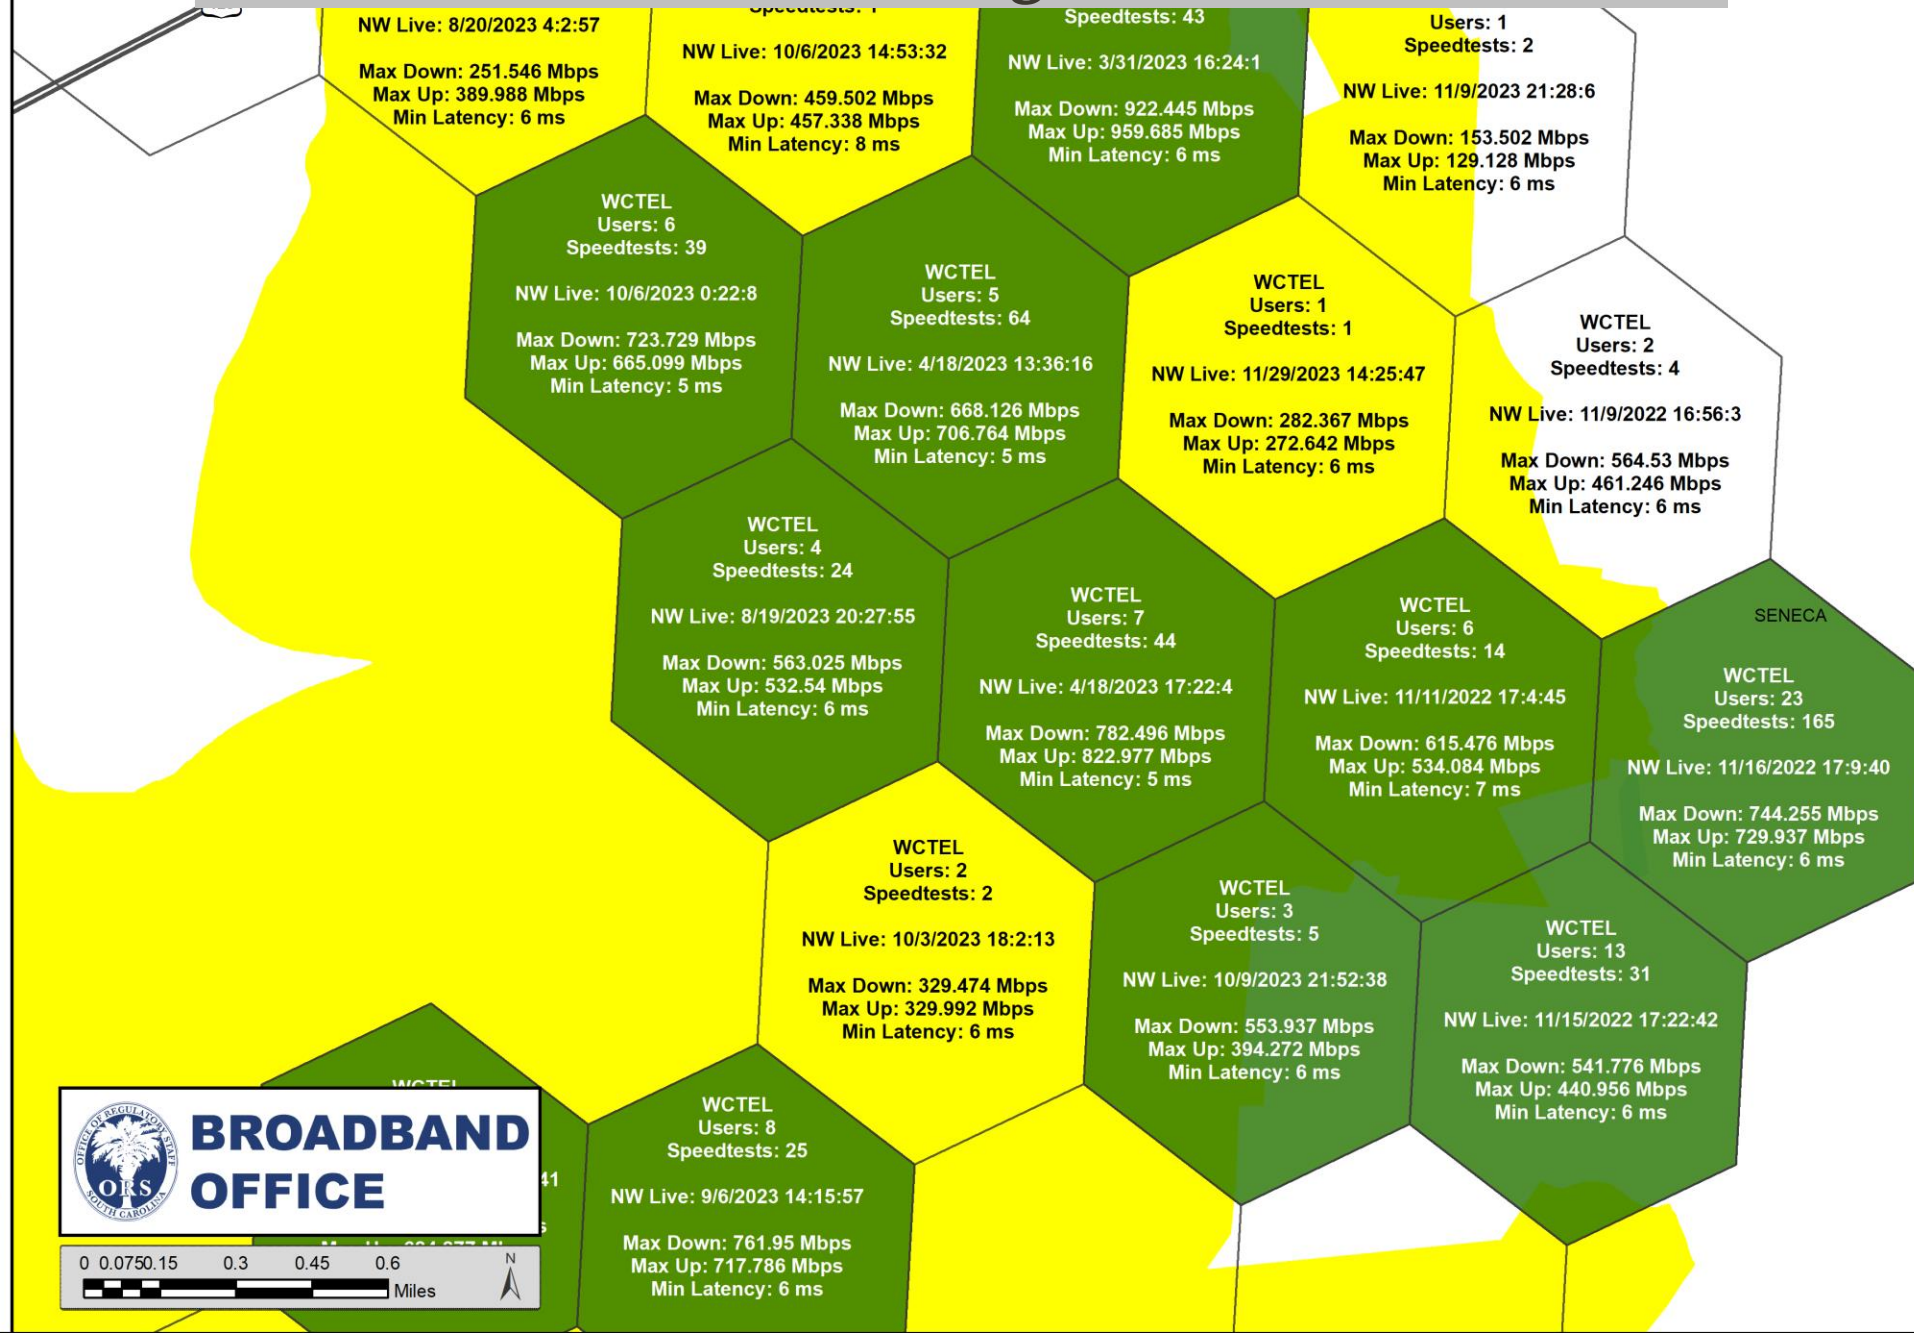 NW Live: 8/20/2023 4:2:57
Max Down: 251.546 Mbps
Max Up: 389.988 Mbps
Min Latency: 6 ms
Speedtests: 1
NW Live: 10/6/2023 14:53:32
Max Down: 459.502 Mbps
Max Up: 457.338 Mbps
Min Latency: 8 ms
Speedtests: 43
NW Live: 3/31/2023 16:24:1
Max Down: 922.445 Mbps
Max Up: 959.685 Mbps
Min Latency: 6 ms
Users: 1
Speedtests: 2
NW Live: 11/9/2023 21:28:6
Max Down: 153.502 Mbps
Max Up: 129.128 Mbps
Min Latency: 6 ms
WCTEL
Users: 6
Speedtests: 39
NW Live: 10/6/2023 0:22:8
Max Down: 723.729 Mbps
Max Up: 665.099 Mbps
Min Latency: 5 ms
WCTEL
Users: 5
Speedtests: 64
NW Live: 4/18/2023 13:36:16
Max Down: 668.126 Mbps
Max Up: 706.764 Mbps
Min Latency: 5 ms
WCTEL
Users: 1
Speedtests: 1
NW Live: 11/29/2023 14:25:47
Max Down: 282.367 Mbps
Max Up: 272.642 Mbps
Min Latency: 6 ms
WCTEL
Users: 2
Speedtests: 4
NW Live: 11/9/2022 16:56:3
Max Down: 564.53 Mbps
Max Up: 461.246 Mbps
Min Latency: 6 ms
WCTEL
Users: 4
Speedtests: 24
NW Live: 8/19/2023 20:27:55
Max Down: 563.025 Mbps
Max Up: 532.54 Mbps
Min Latency: 6 ms
WCTEL
Users: 7
Speedtests: 44
NW Live: 4/18/2023 17:22:4
Max Down: 782.496 Mbps
Max Up: 822.977 Mbps
Min Latency: 5 ms
WCTEL
Users: 6
Speedtests: 14
NW Live: 11/11/2022 17:4:45
Max Down: 615.476 Mbps
Max Up: 534.084 Mbps
Min Latency: 7 ms
SENECA
WCTEL
Users: 23
Speedtests: 165
NW Live: 11/16/2022 17:9:40
Max Down: 744.255 Mbps
Max Up: 729.937 Mbps
Min Latency: 6 ms
WCTEL
Users: 2
Speedtests: 2
NW Live: 10/3/2023 18:2:13
Max Down: 329.474 Mbps
Max Up: 329.992 Mbps
Min Latency: 6 ms
WCTEL
Users: 3
Speedtests: 5
NW Live: 10/9/2023 21:52:38
Max Down: 553.937 Mbps
Max Up: 394.272 Mbps
Min Latency: 6 ms
WCTEL
Users: 13
Speedtests: 31
NW Live: 11/15/2022 17:22:42
Max Down: 541.776 Mbps
Max Up: 440.956 Mbps
Min Latency: 6 ms
WCTEL
41
s
WCTEL
Users: 8
Speedtests: 25
NW Live: 9/6/2023 14:15:57
Max Down: 761.95 Mbps
Max Up: 717.786 Mbps
Min Latency: 6 ms
OFFICE OF REGULATORY STAFF
ORS
SOUTH CAROLINA
BROADBAND
OFFICE
0 0.075 0.15 0.3 0.45 0.6
Miles
N